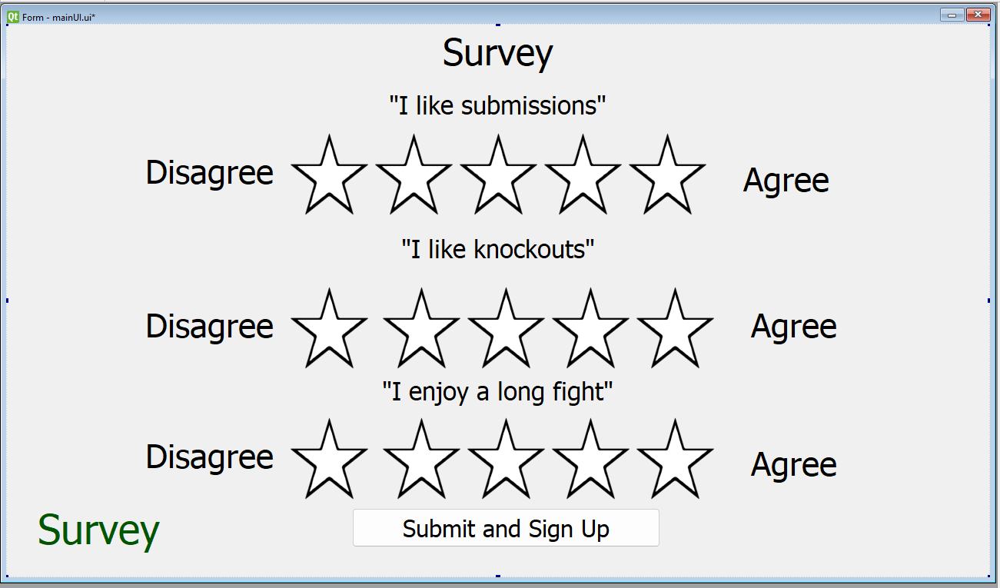 Qt Form - mainUI.ui*
Survey
"I like submissions"
Disagree Agree
"I like knockouts"
Disagree Agree
"I enjoy a long fight"
Disagree Agree
Survey Submit and Sign Up